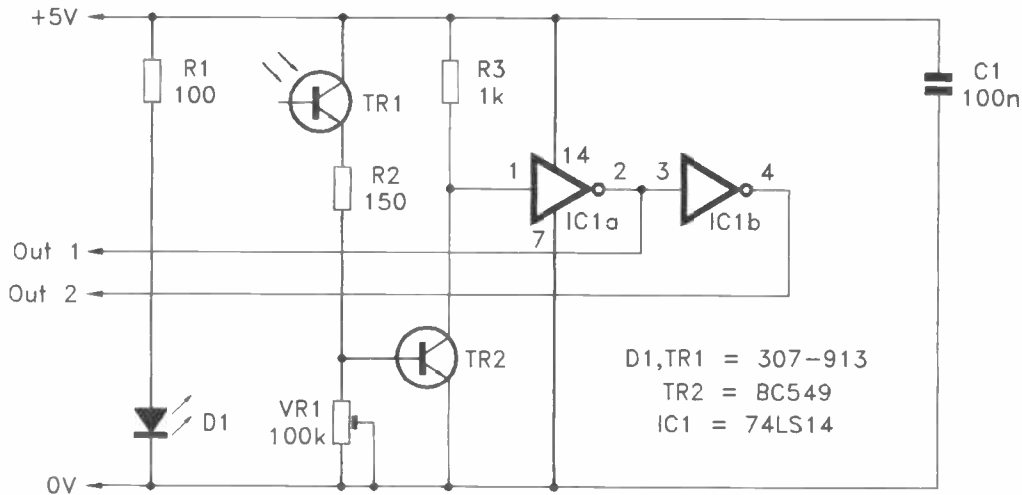 +5V
R1
100
TR1
R3
1k
C1
100n
R2
150
1
14
2
3
4
7
IC1a
IC1b
Out 1
Out 2
TR2
D1,TR1 = 307-913
TR2 = BC549
IC1 = 74LS14
D1
VR1
100k
0V